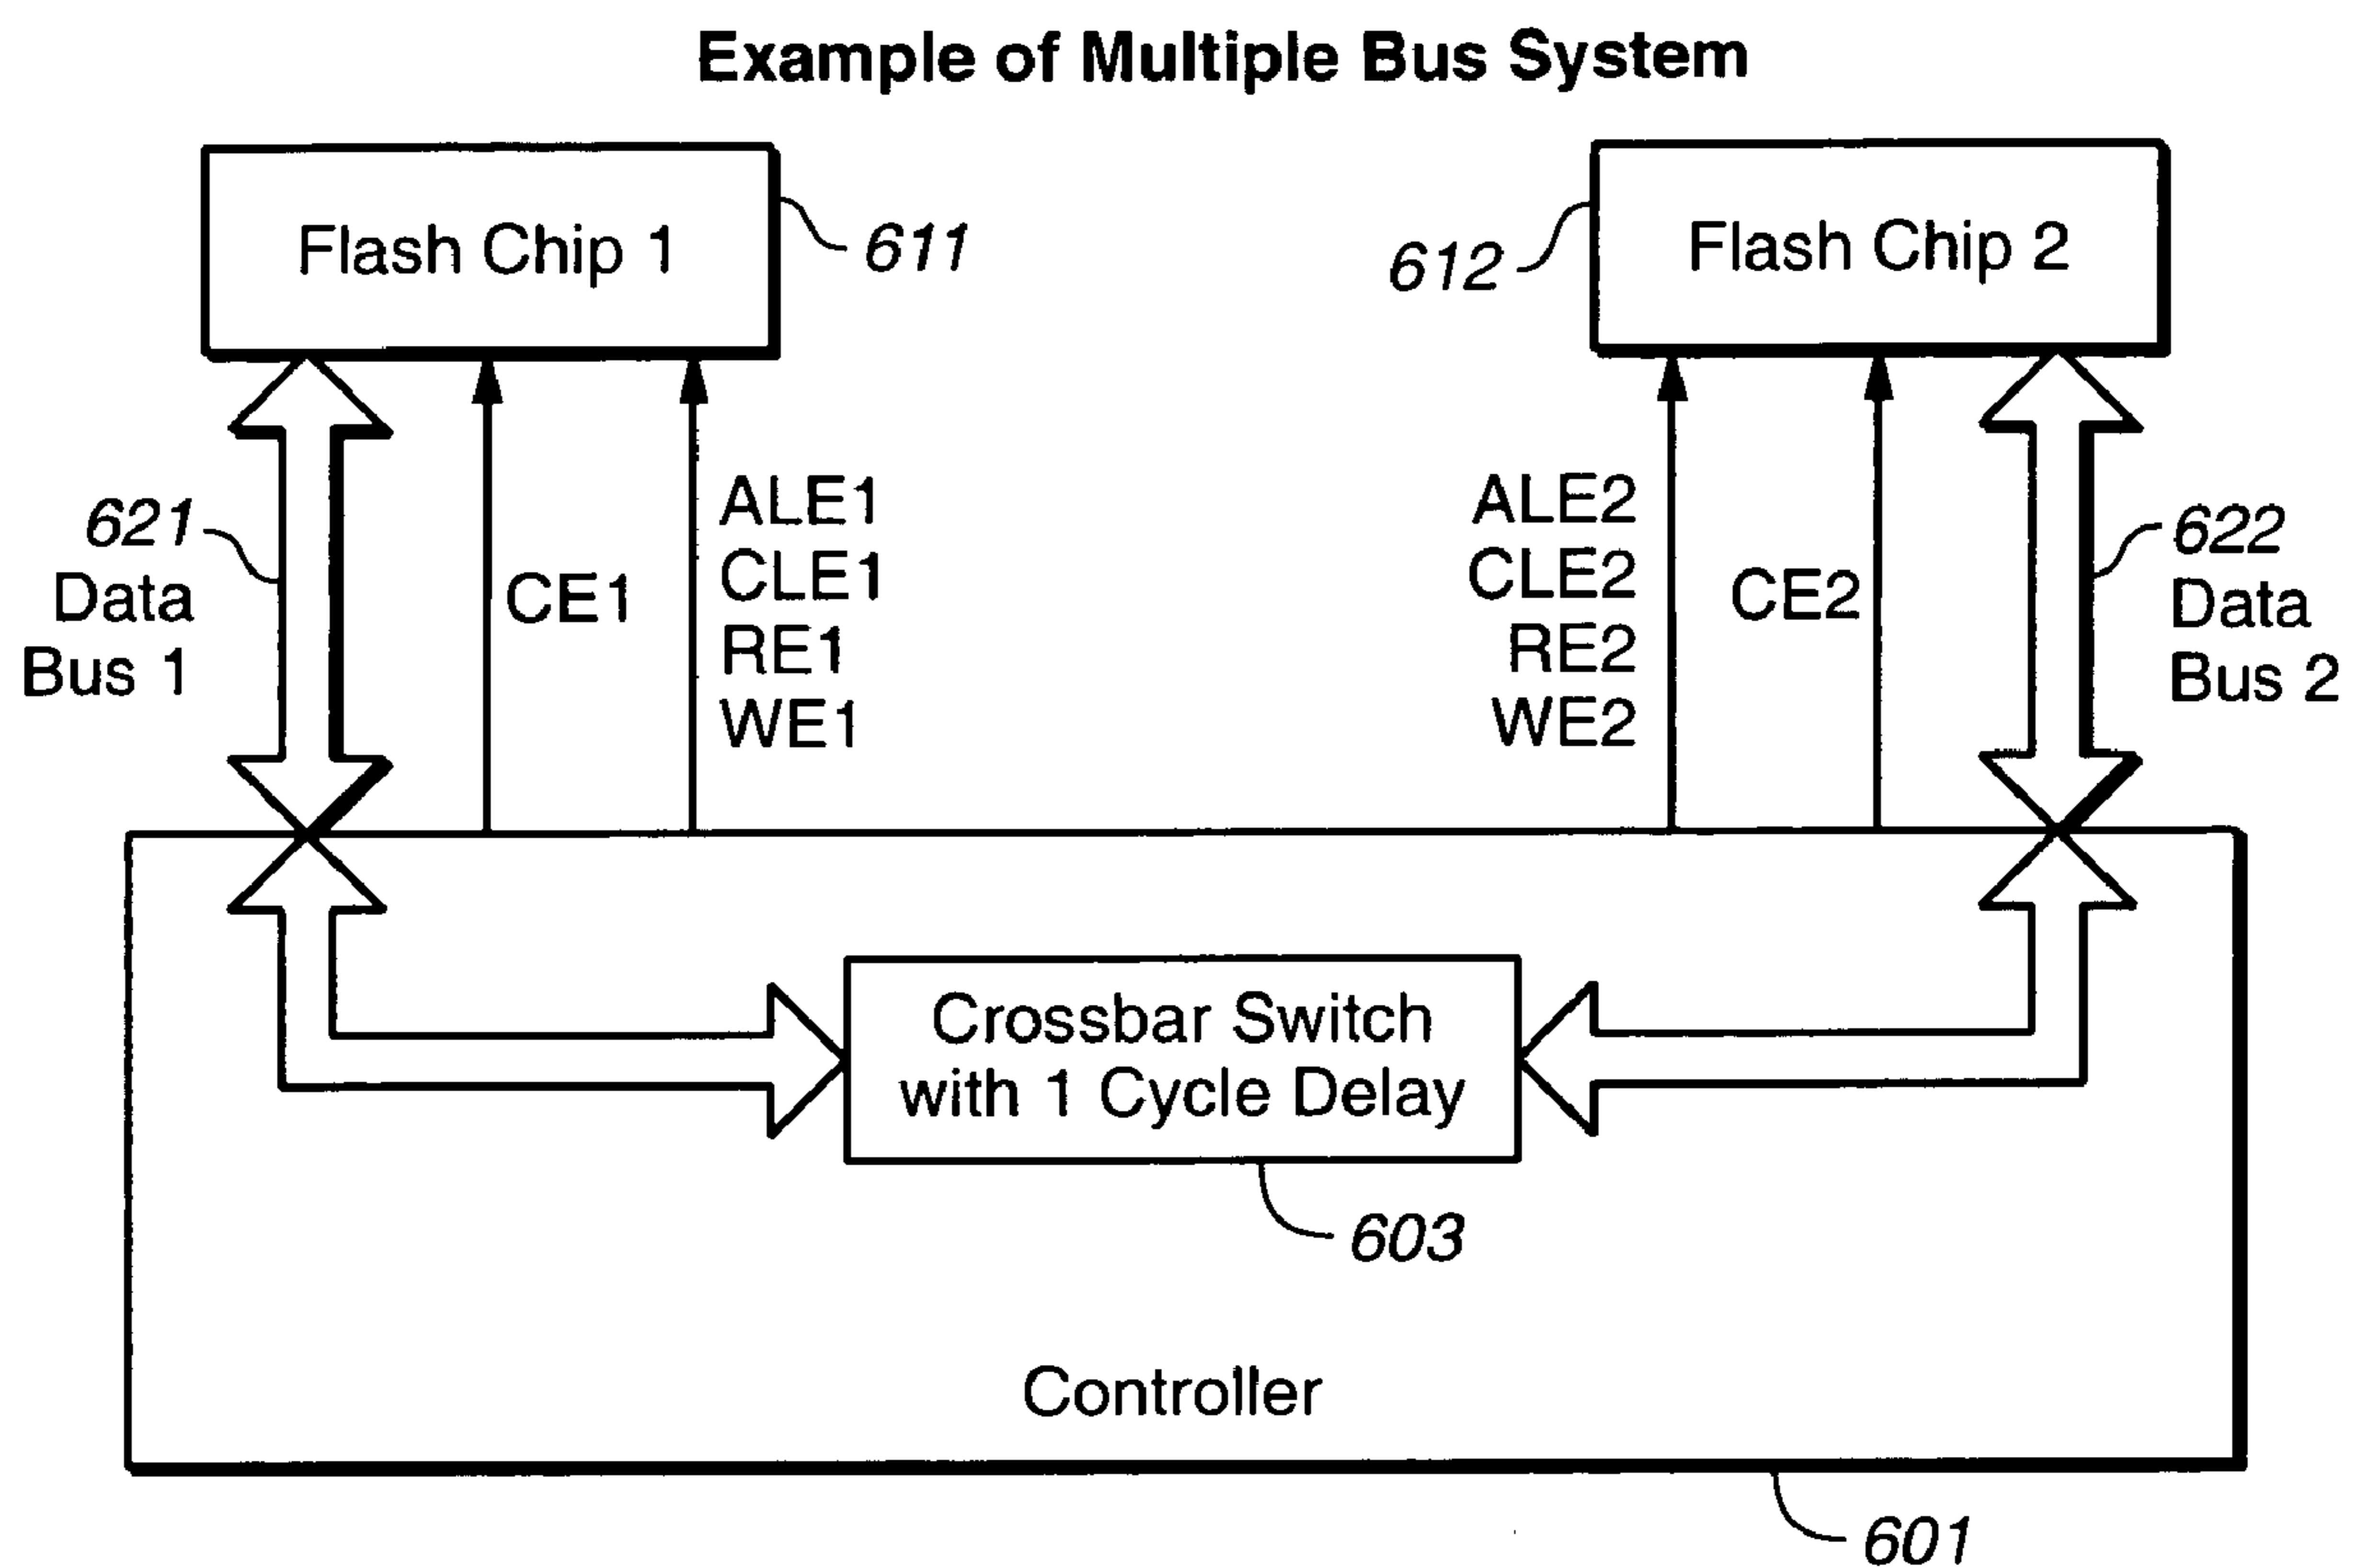 Example of Multiple Bus System
Flash Chip 1
611
612
Flash Chip 2
621
Data
Bus 1
CE1
ALE1
CLE1
RE1
WE1
ALE2
CLE2
RE2
WE2
CE2
622
Data
Bus 2
Crossbar Switch
with 1 Cycle Delay
603
Controller
601